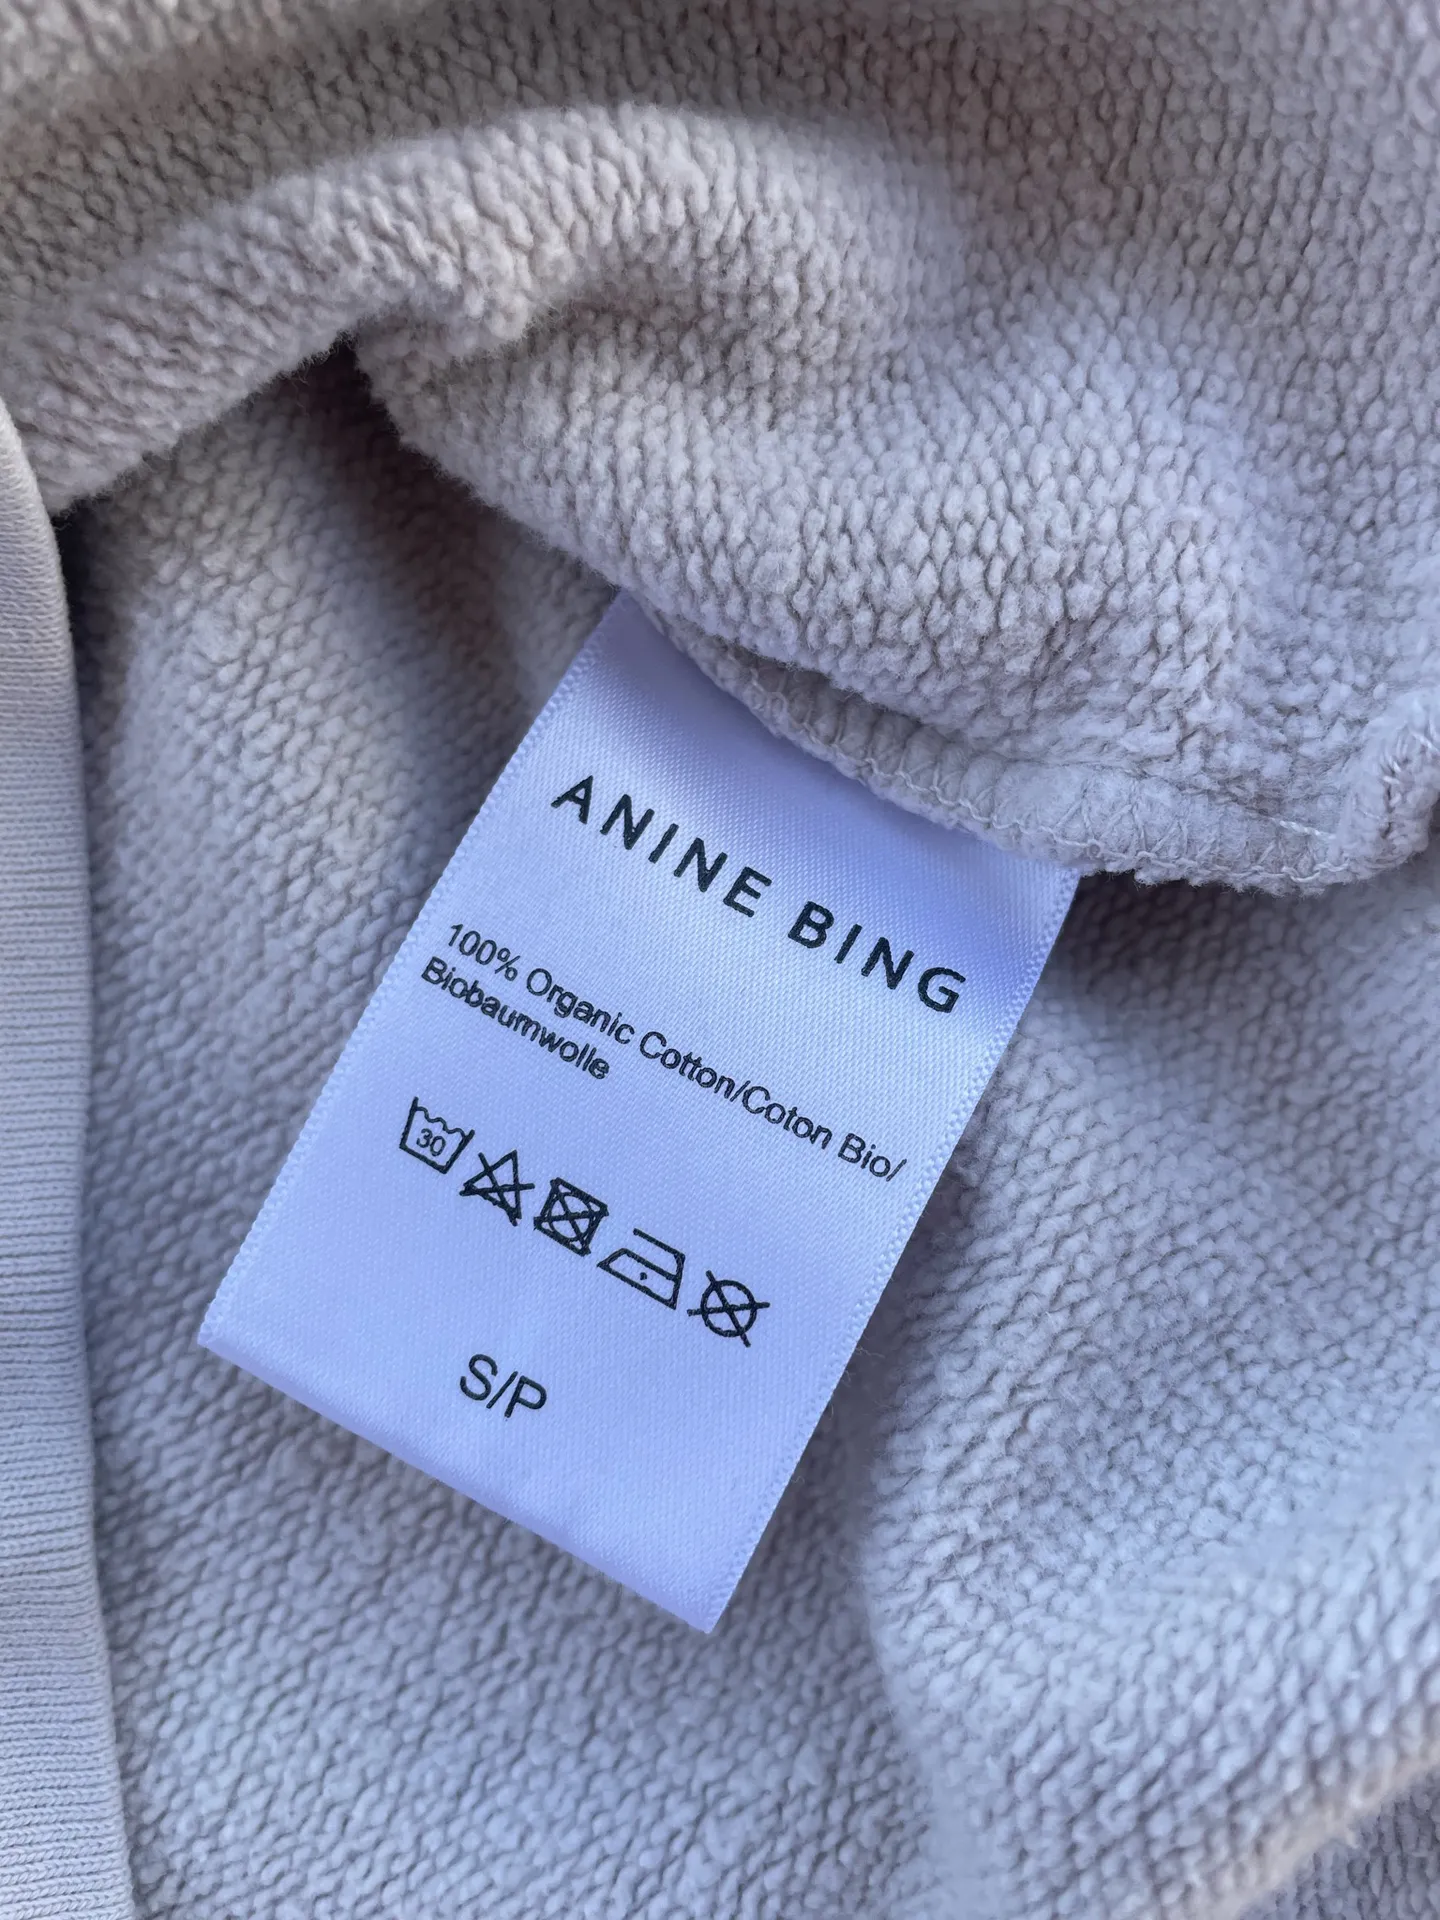 ANINE BING
100% Organic Cotton/Coton Bio/
Biobaumwolle
30
S/P